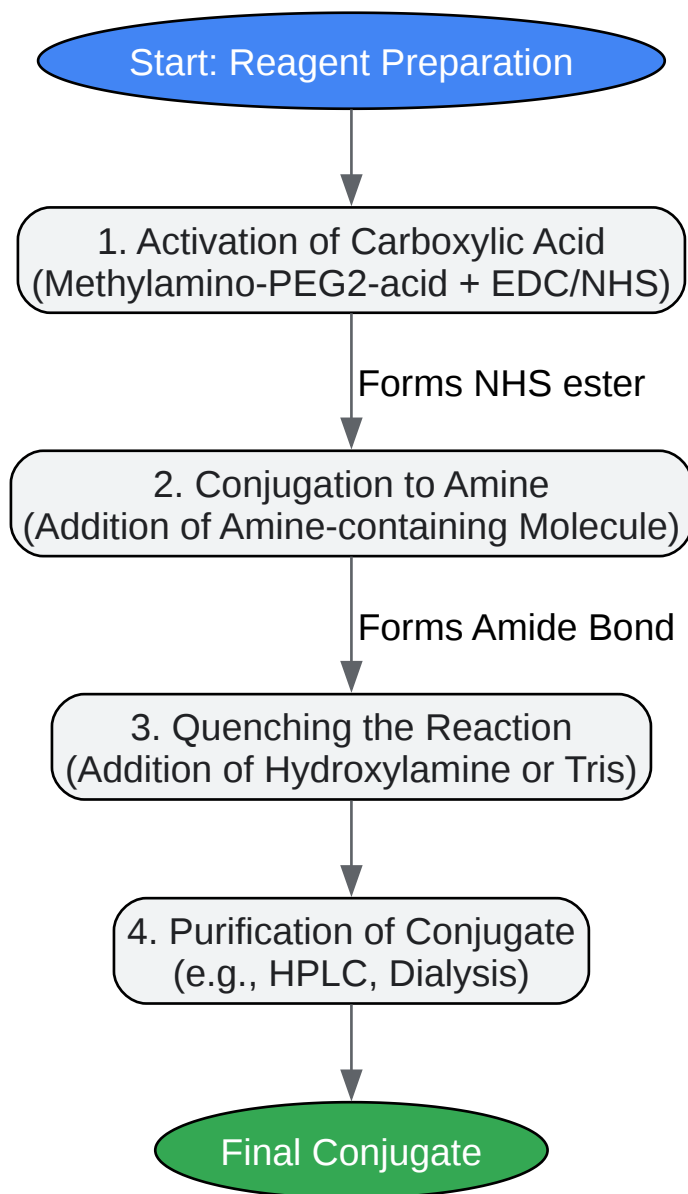 Start: Reagent Preparation
1. Activation of Carboxylic Acid
(Methylamino-PEG2-acid + EDC/NHS)
Forms NHS ester
2. Conjugation to Amine
(Addition of Amine-containing Molecule)
Forms Amide Bond
3. Quenching the Reaction
(Addition of Hydroxylamine or Tris)
4. Purification of Conjugate
(e.g., HPLC, Dialysis)
Final Conjugate